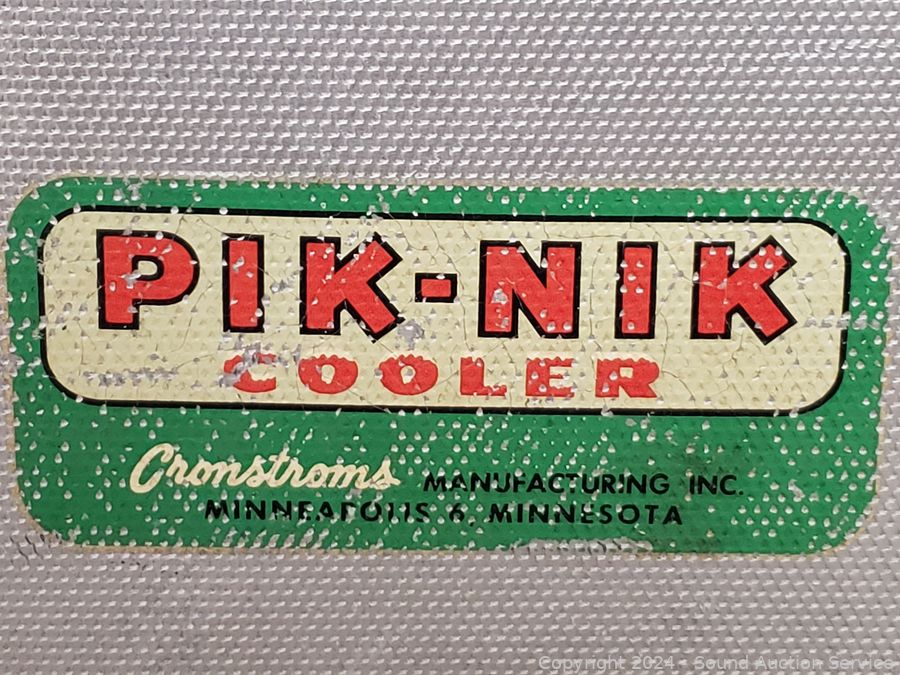 PIK-NIK
COOLER
Cronstroms MANUFACTURING INC.
MINNEAPOLIS 6, MINNESOTA
Copyright 2024 - Sound Auction Service